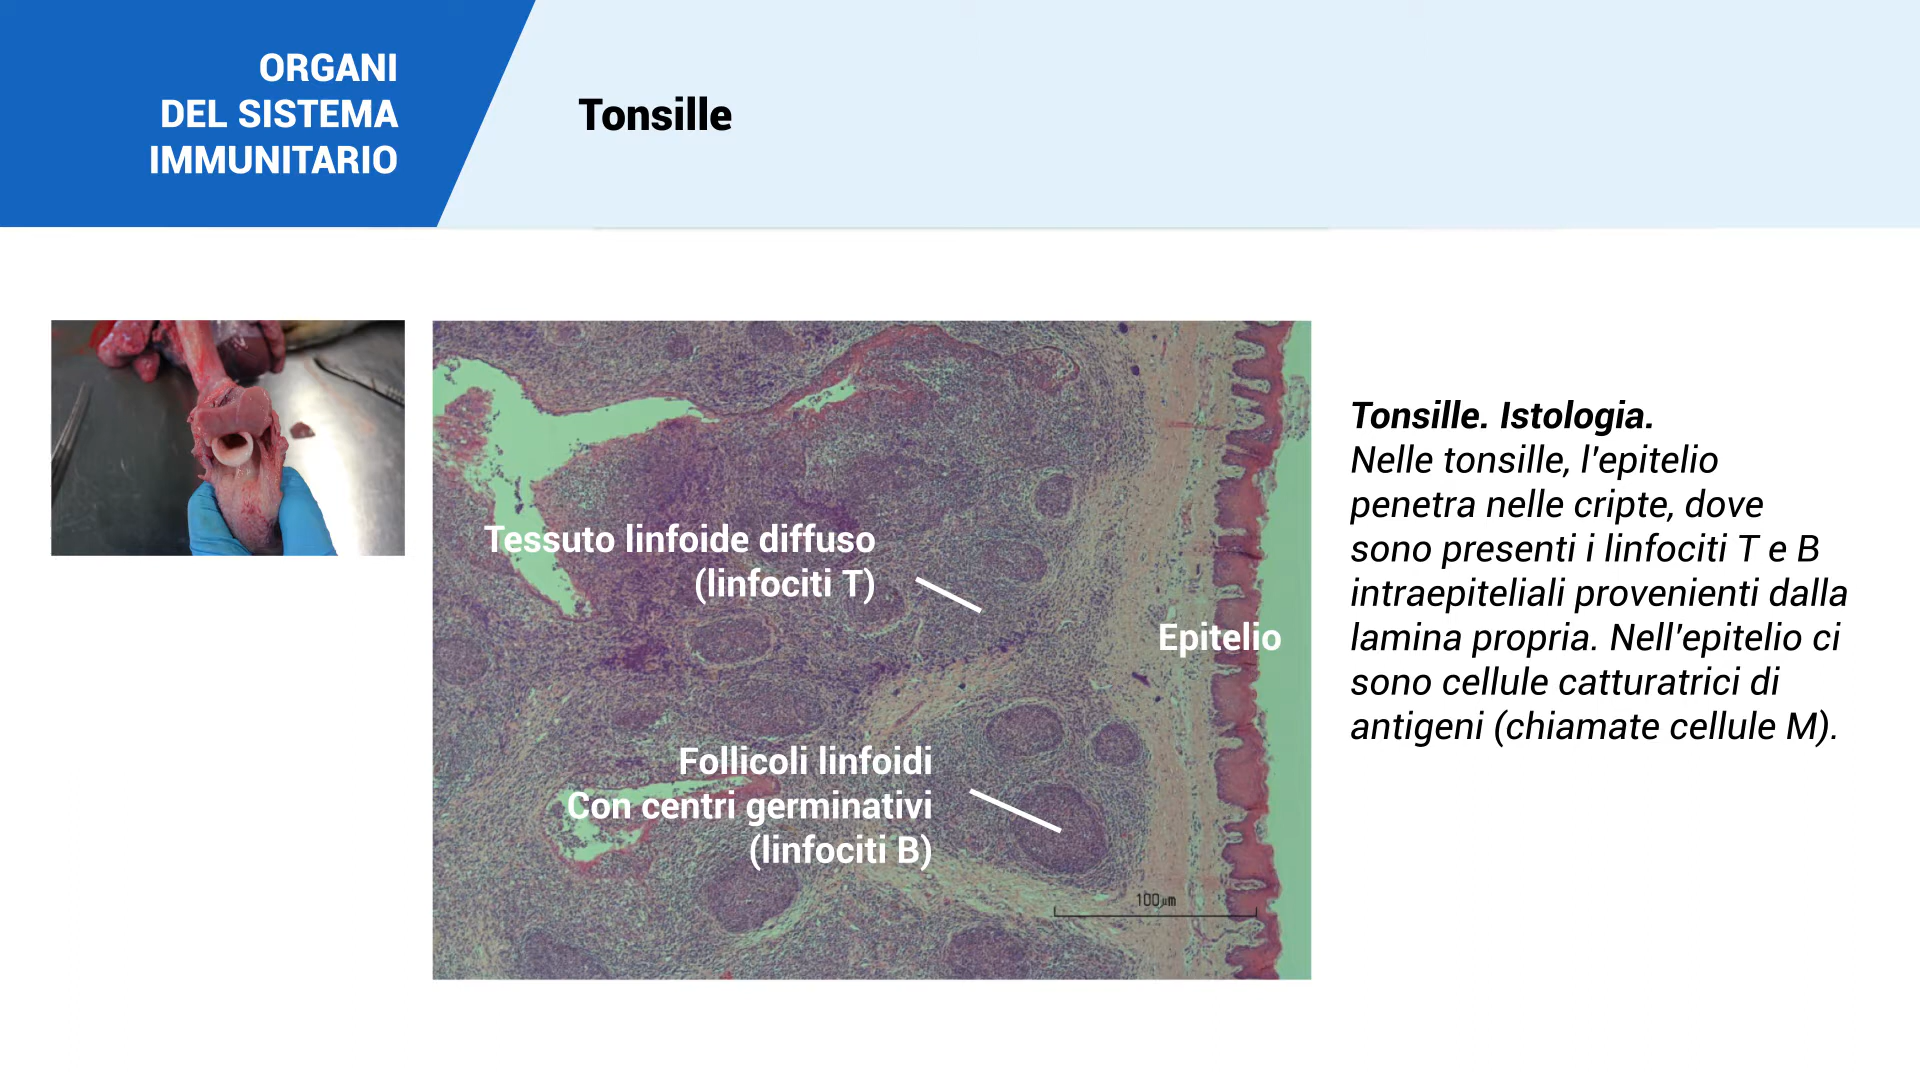 ORGANI
DEL SISTEMA
IMMUNITARIO
Tonsille
Tessuto linfoide diffuso
(linfociti T)
Epitelio
Follicoli linfoidi
Con centri germinativi
(linfociti B)
100µm
Tonsille. Istologia.
Nelle tonsille, l'epitelio
penetra nelle cripte, dove
sono presenti i linfociti T e B
intraepiteliali provenienti dalla
lamina propria. Nell'epitelio ci
sono cellule catturatrici di
antigeni (chiamate cellule M).